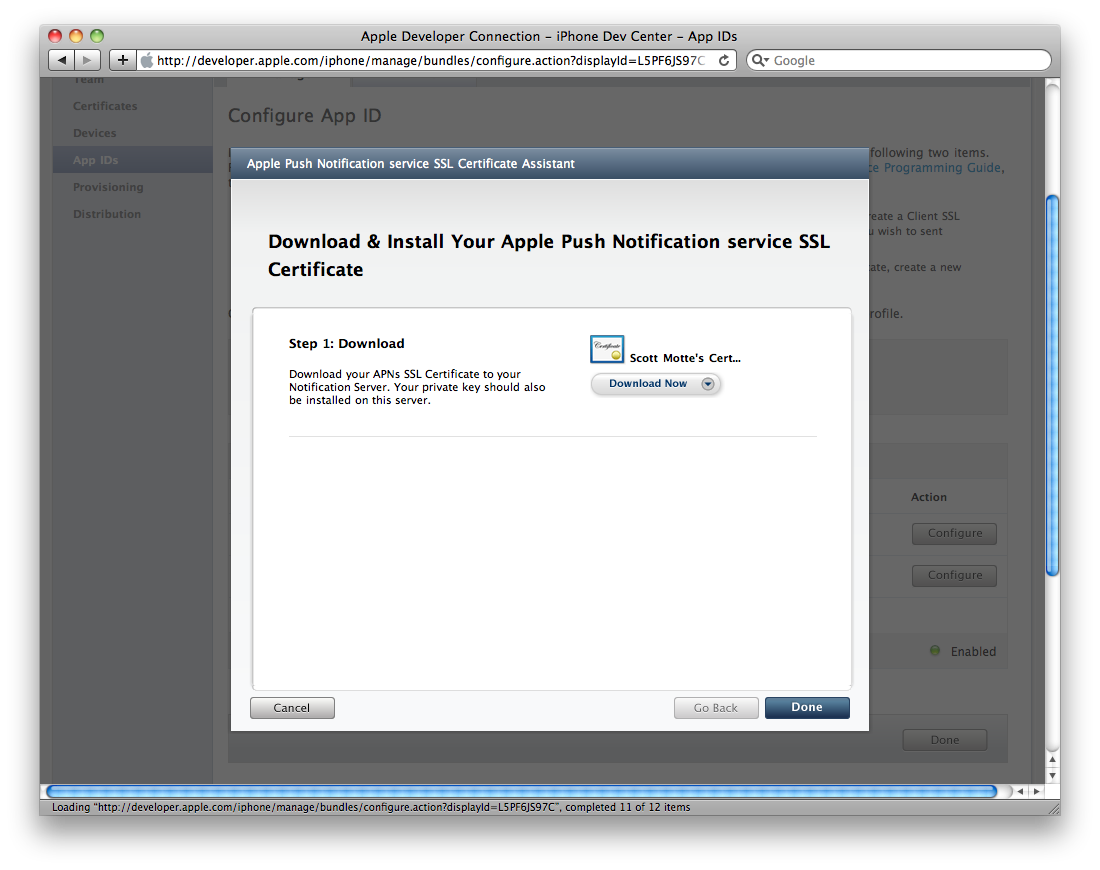 Apple Developer Connection – iPhone Dev Center – App IDs
http://developer.apple.com/iphone/manage/bundles/configure.action?displayId=L5PF6JS97C
Google
Team
Certificates
Devices
App IDs
Provisioning
Distribution
Configure App ID
following two items.
Programming Guide,
Apple Push Notification service SSL Certificate Assistant
create a Client SSL
wish to sent
create a new
Download & Install Your Apple Push Notification service SSL
Certificate
Step 1: Download
Download your APNs SSL Certificate to your
Notification Server. Your private key should also
be installed on this server.
Certificate
Scott Motte's Cert...
Download Now
Action
Configure
Configure
Enabled
Cancel
Go Back
Done
Done
Loading "http://developer.apple.com/iphone/manage/bundles/configure.action?displayId=L5PF6JS97C", completed 11 of 12 items